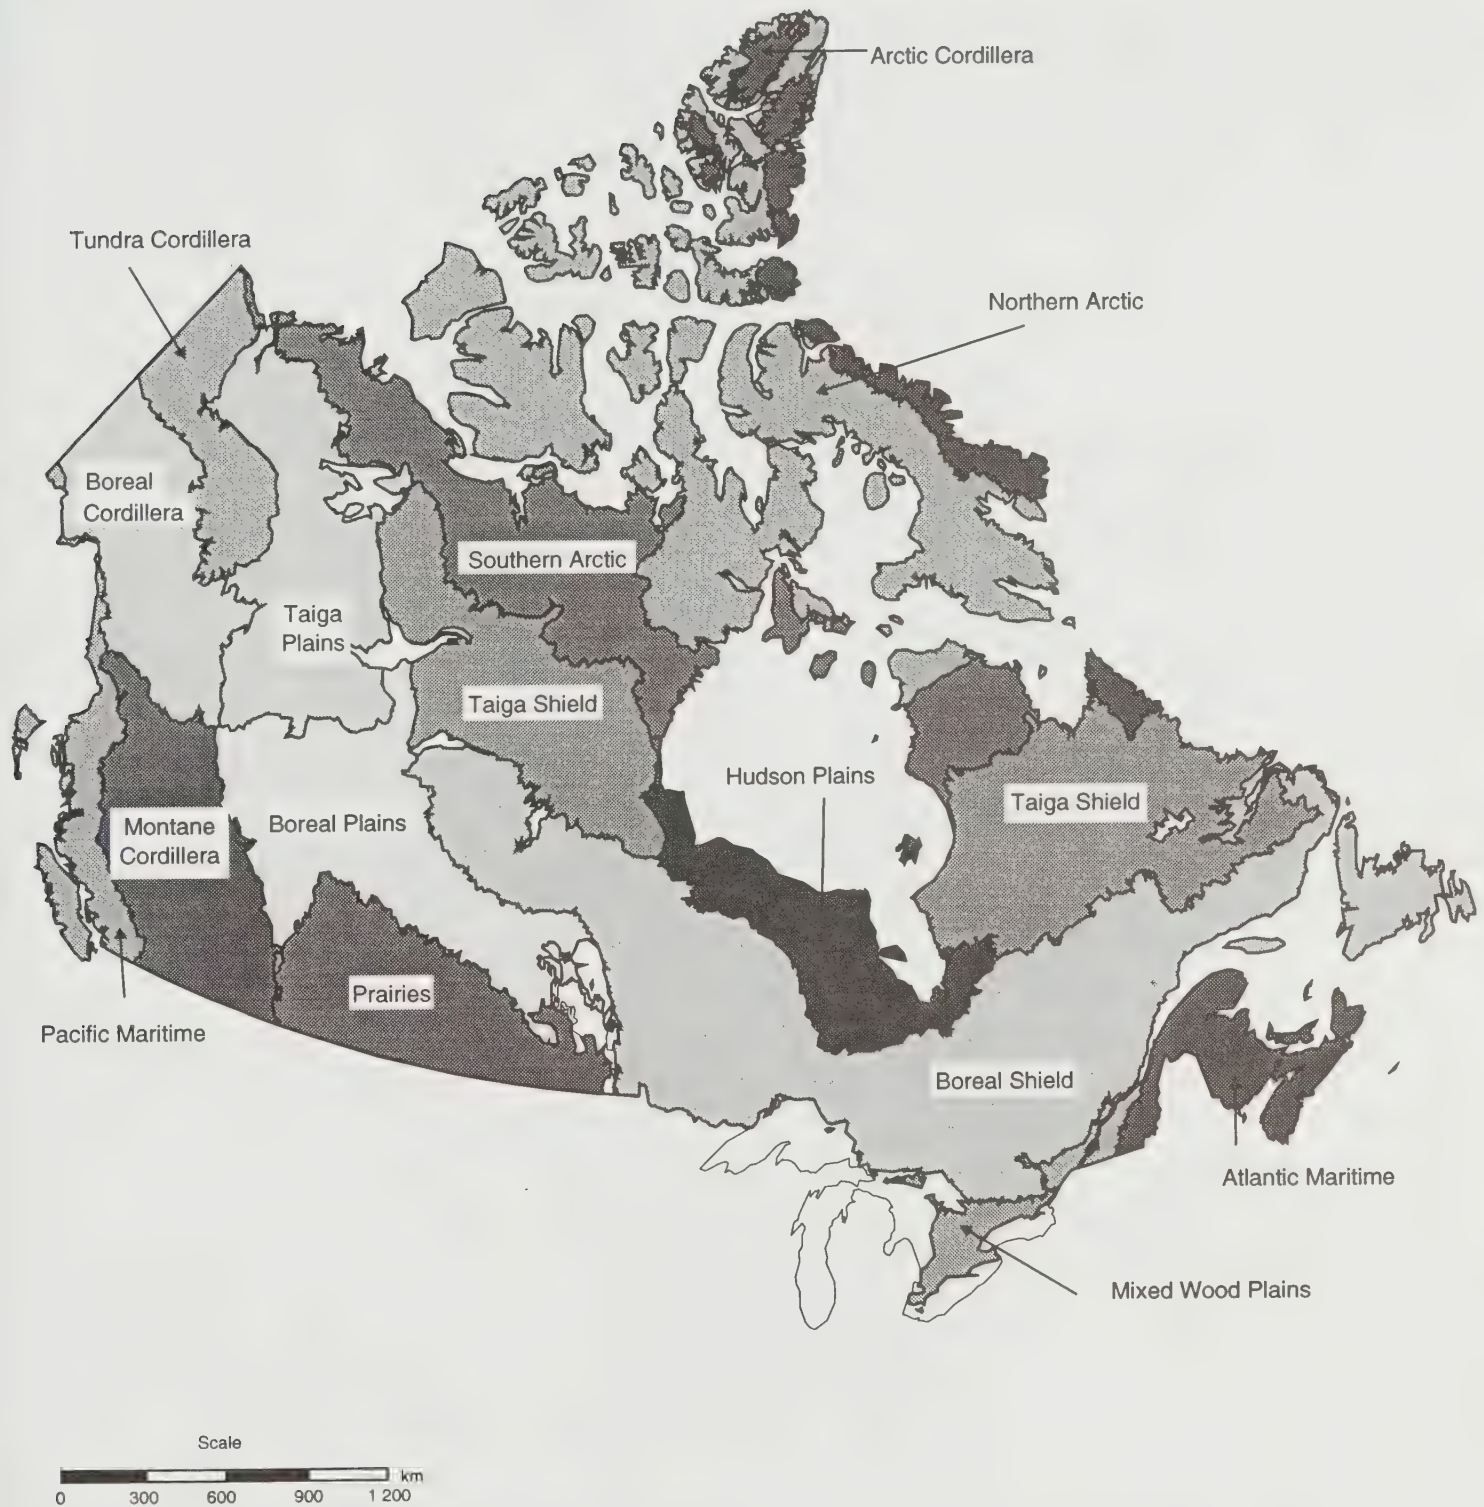 Arctic Cordillera
Tundra Cordillera
Northern Arctic
Boreal
Cordillera
Southern Arctic
Taiga
Plains
Taiga Shield
Hudson Plains
Taiga Shield
Montane
Cordillera
Boreal Plains
Prairies
Pacific Maritime
Boreal Shield
Atlantic Maritime
Mixed Wood Plains
Scale
km
0 300 600 900 1 200